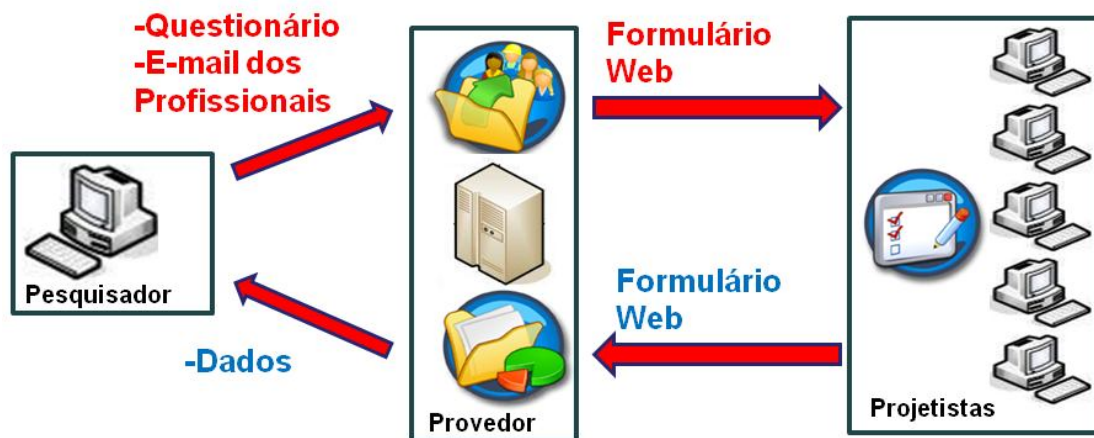 -Questionário
-E-mail dos
Profissionais
Formulário
Web
Pesquisador
Formulário
Web
-Dados
Provedor
Projetistas